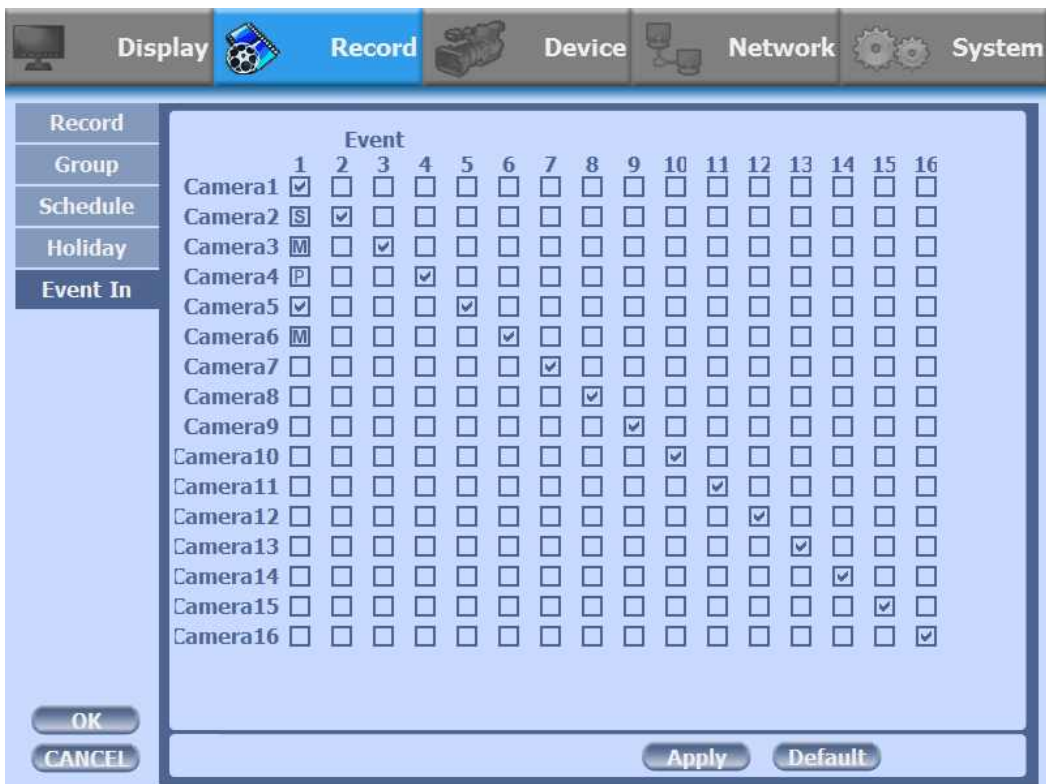 Display Record Device Network System
Record
Group
Schedule
Holiday
Event In
Event
1 2 3 4 5 6 7 8 9 10 11 12 13 14 15 16
Camera1
Camera2 S
Camera3 M
Camera4 P
Camera5
Camera6 M
Camera7
Camera8
Camera9
Camera10
Camera11
Camera12
Camera13
Camera14
Camera15
Camera16
OK
CANCEL
Apply Default